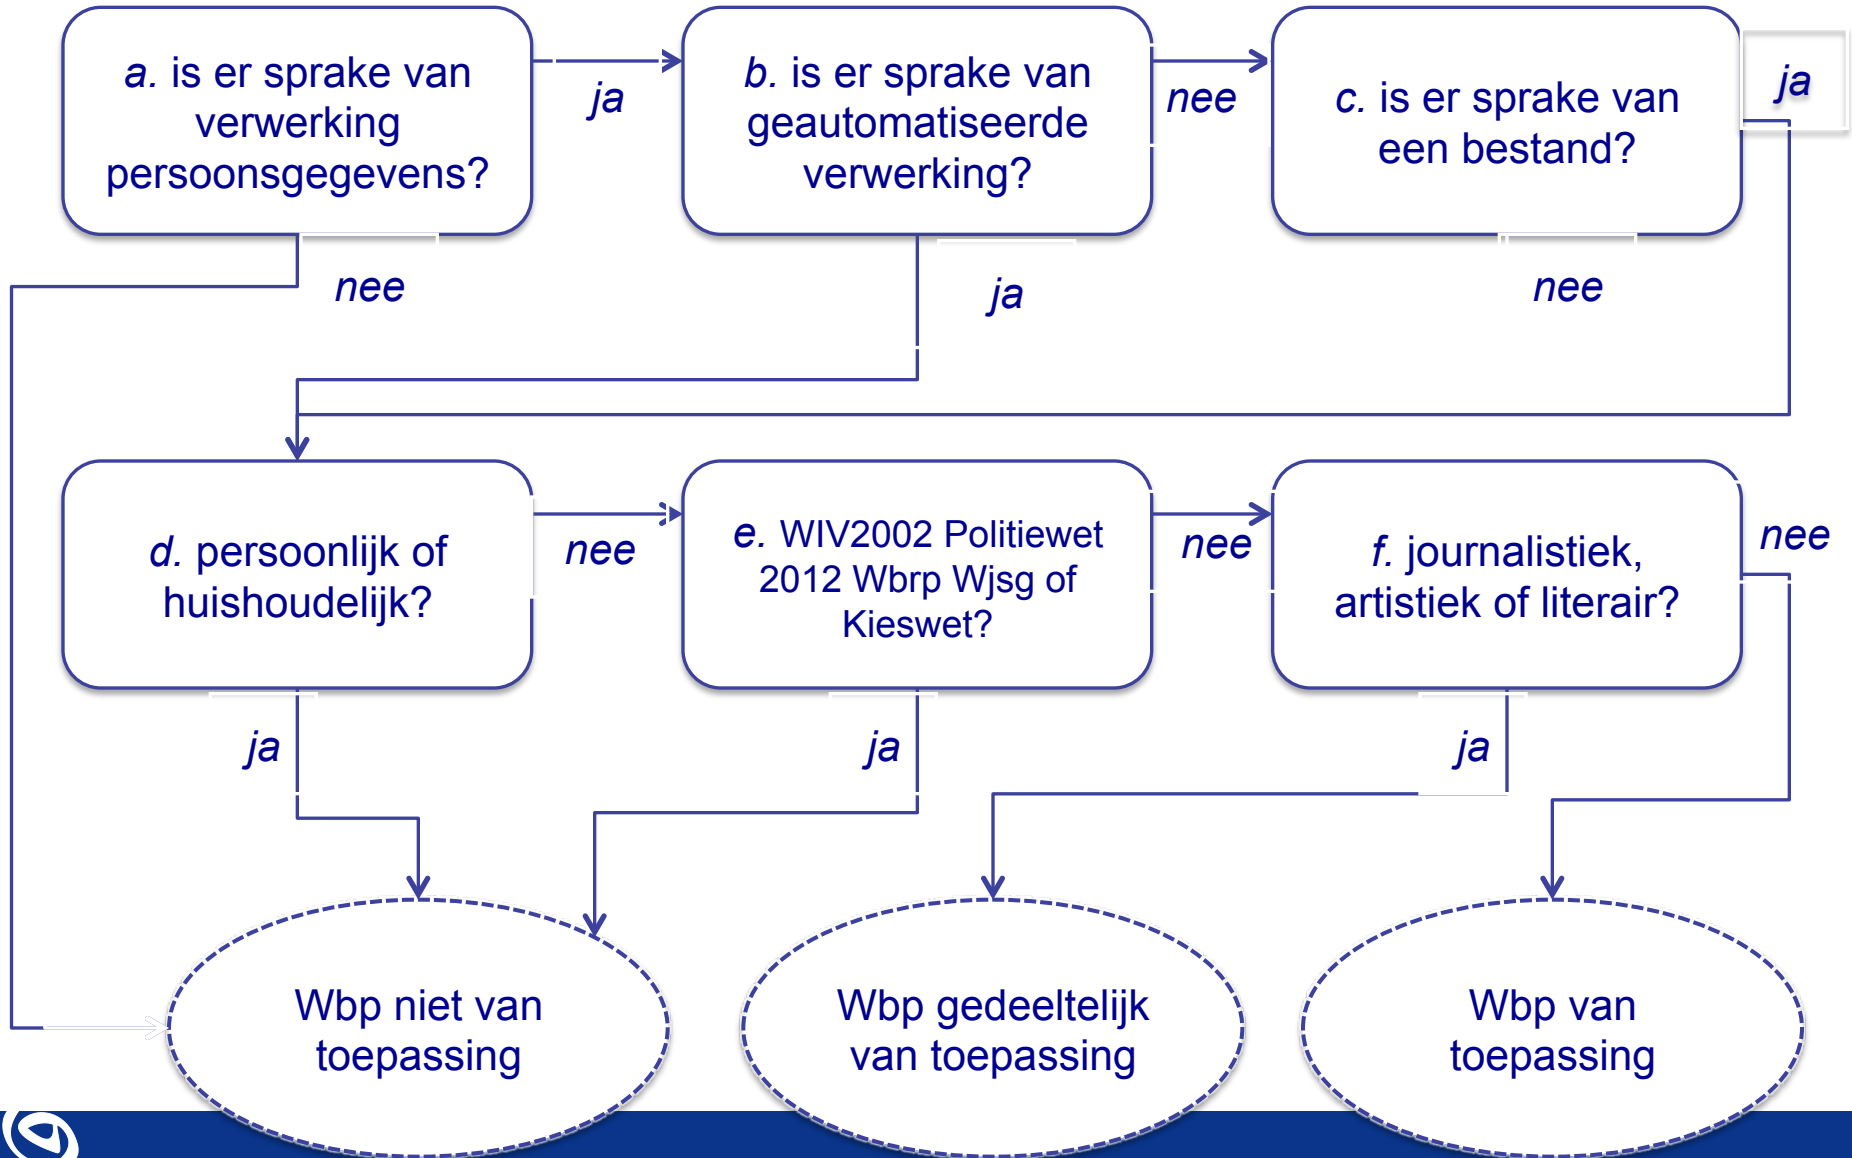 a. is er sprake van
verwerking
persoonsgegevens?
ja
b. is er sprake van
geautomatiseerde
verwerking?
nee
c. is er sprake van
een bestand?
ja
nee
ja
nee
d. persoonlijk of
huishoudelijk?
nee
e. WIV2002 Politiewet
2012 Wbrp Wjsg of
Kieswet?
nee
f. journalistiek,
artistiek of literair?
nee
ja
ja
ja
Wbp niet van
toepassing
Wbp gedeeltelijk
van toepassing
Wbp van
toepassing